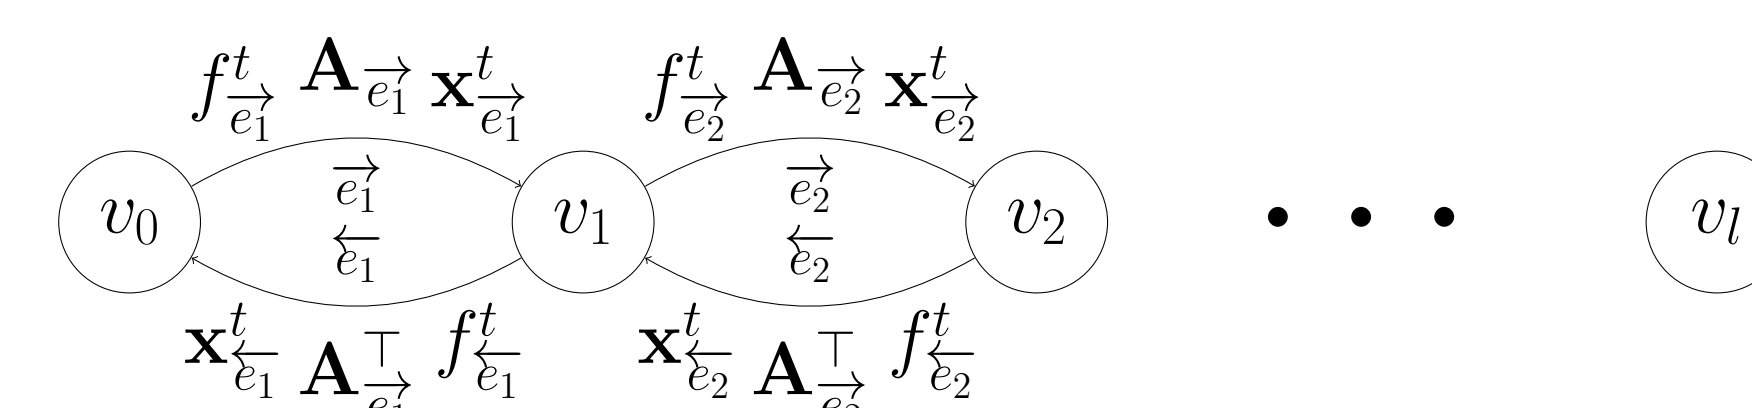 $f^t_{\overrightarrow{e_1}}$ $\mathbf{A}_{\overrightarrow{e_1}}$ $\mathbf{x}^t_{\overrightarrow{e_1}}$ $f^t_{\overrightarrow{e_2}}$ $\mathbf{A}_{\overrightarrow{e_2}}$ $\mathbf{x}^t_{\overrightarrow{e_2}}$
$\overrightarrow{e_1}$ $\overrightarrow{e_2}$
$v_0$ $v_1$ $v_2$ • • • $v_l$
$\overleftarrow{e_1}$ $\overleftarrow{e_2}$
$\mathbf{x}^t_{\overleftarrow{e_1}}$ $\mathbf{A}^\top_{\overrightarrow{e_1}}$ $f^t_{\overleftarrow{e_1}}$ $\mathbf{x}^t_{\overleftarrow{e_2}}$ $\mathbf{A}^\top_{\overrightarrow{e_2}}$ $f^t_{\overleftarrow{e_2}}$